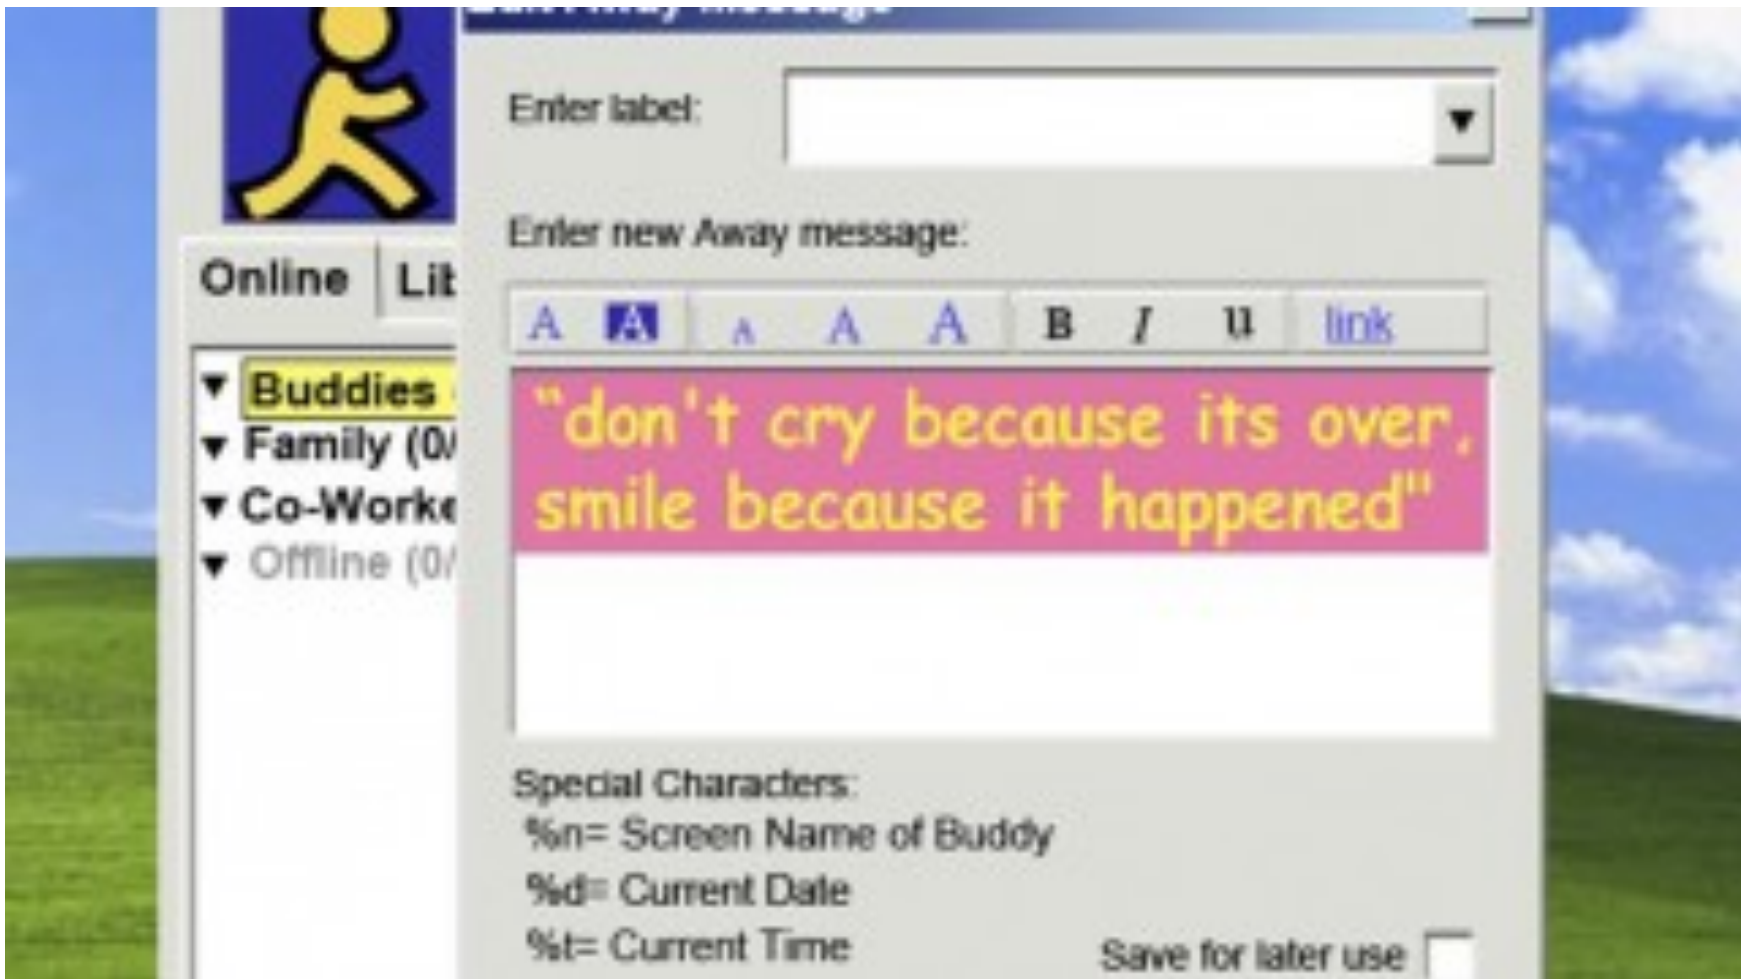 Away Message
Enter label:
Enter new Away message:
Online
A A A A A B I u link
Buddies
Family (0/
Co-Worke
Offline (0/
“don't cry because its over,
smile because it happened"
Special Characters:
%n= Screen Name of Buddy
%d= Current Date
%t= Current Time
Save for later use